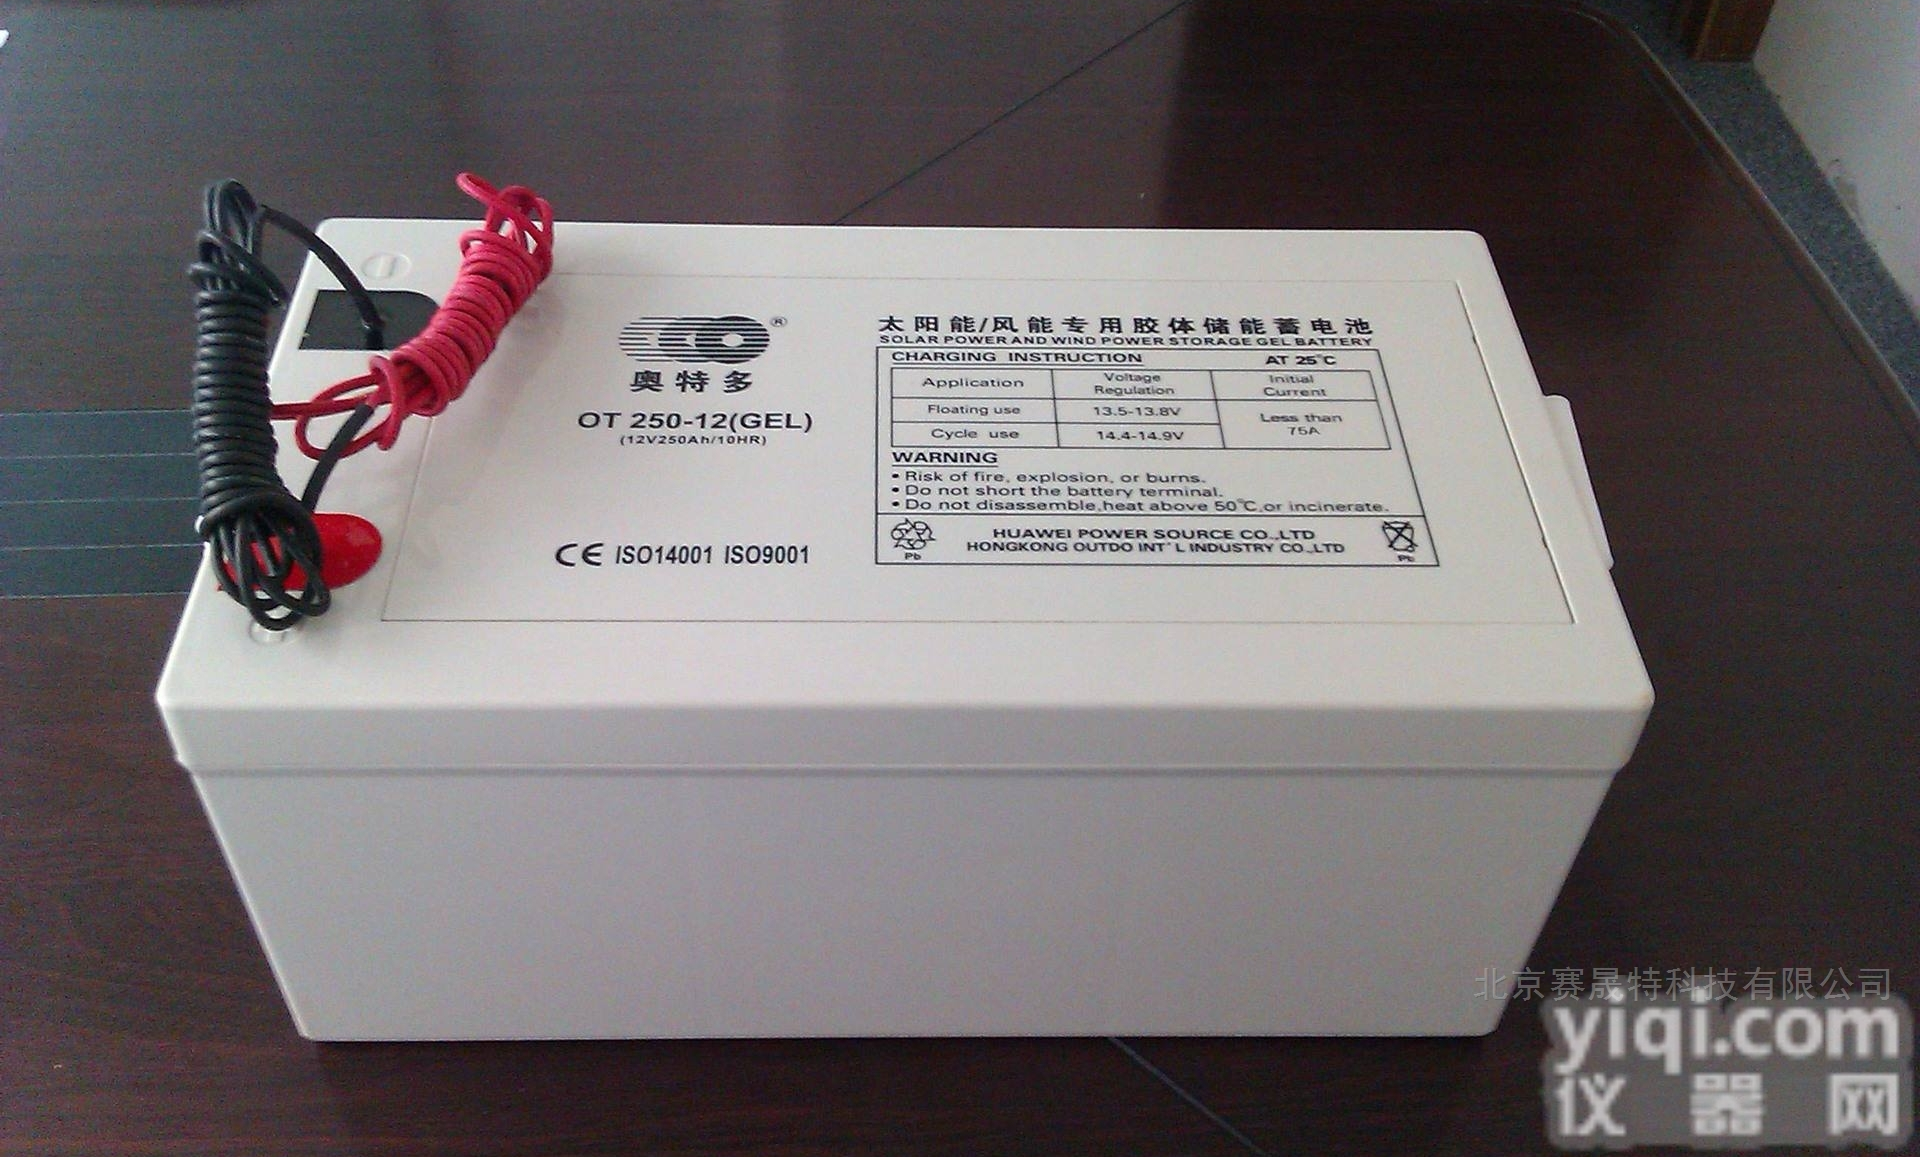 ®
奥特多
OT 250-12(GEL)
(12V250Ah/10HR)
CE ISO14001 ISO9001
太阳能/风能专用胶体储能蓄电池
SOLAR POWER AND WIND POWER STORAGE GEL BATTERY
CHARGING INSTRUCTION AT 25°C
Application Voltage Regulation Initial Current
Floating use 13.5-13.8V Less than 75A
Cycle use 14.4-14.9V
WARNING
• Risk of fire, explosion, or burns.
• Do not short the battery terminal.
• Do not disassemble,heat above 50°C,or incinerate.
Pb HUAWEI POWER SOURCE CO.,LTD Pb
HONGKONG OUTDO INT'L INDUSTRY CO.,LTD
北京赛晟特科技有限公司
yiqi.com
仪器网